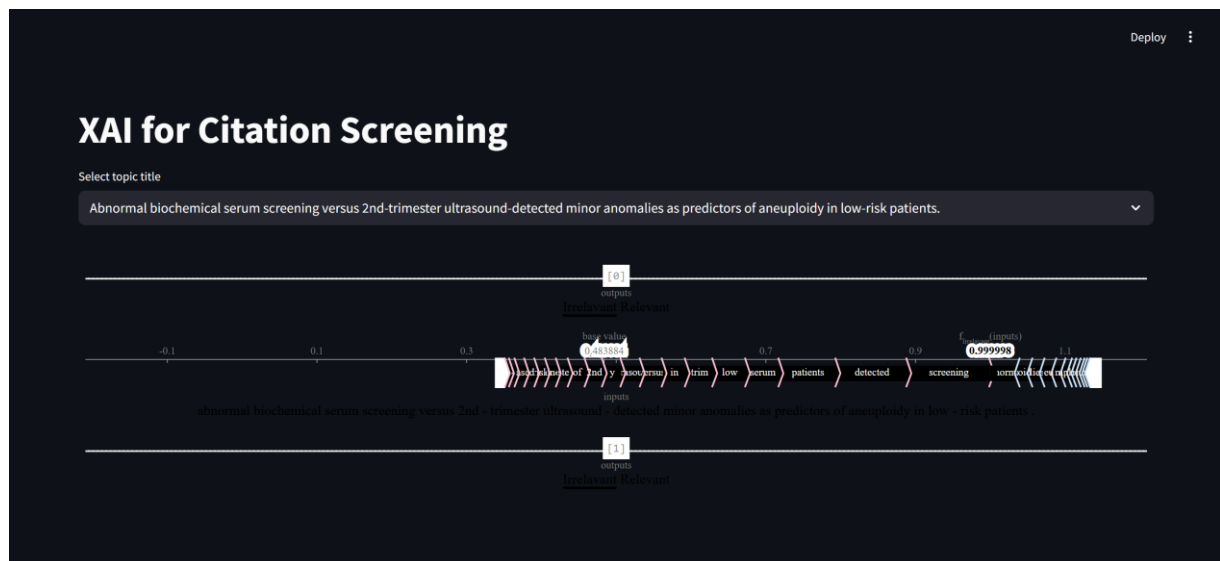 Deploy
XAI for Citation Screening
Select topic title
Abnormal biochemical serum screening versus 2nd-trimester ultrasound-detected minor anomalies as predictors of aneuploidy in low-risk patients.
[0]
outputs
Irrelavant Relevant
base value (inputs)
-0.1 0.1 0.3 0.483884 0.7 0.9 0.999998 1.1
of 2nd y in trim low serum patients detected screening
inputs
abnormal biochemical serum screening versus 2nd - trimester ultrasound - detected minor anomalies as predictors of aneuploidy in low - risk patients .
[1]
outputs
Irrelavant Relevant